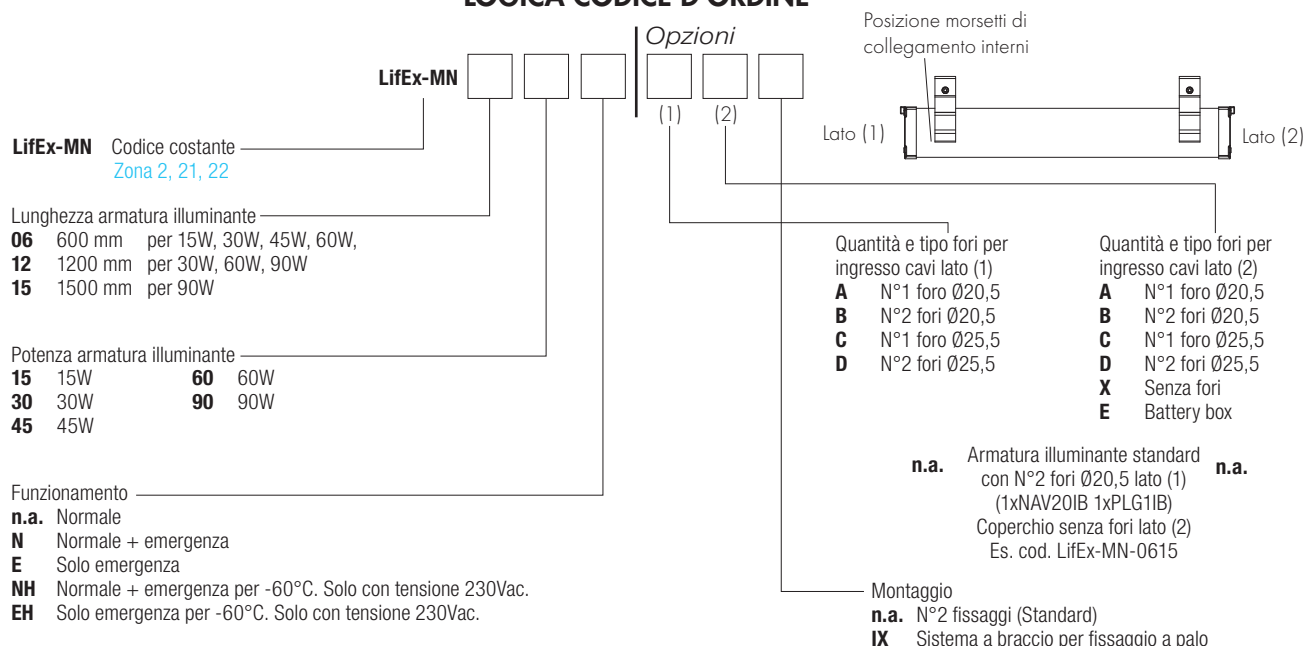 LOGICA CODICE D'ORDINE
Opzioni
LifEx-MN
(1) (2)
Posizione morsetti di
collegamento interni
Lato (1)
Lato (2)
LifEx-MN Codice costante
Zona 2, 21, 22
Lunghezza armatura illuminante
06 600 mm per 15W, 30W, 45W, 60W,
12 1200 mm per 30W, 60W, 90W
15 1500 mm per 90W
Potenza armatura illuminante
15 15W 60 60W
30 30W 90 90W
45 45W
Funzionamento
n.a. Normale
N Normale + emergenza
E Solo emergenza
NH Normale + emergenza per -60°C. Solo con tensione 230Vac.
EH Solo emergenza per -60°C. Solo con tensione 230Vac.
Quantità e tipo fori per
ingresso cavi lato (1)
A N°1 foro Ø20,5
B N°2 fori Ø20,5
C N°1 foro Ø25,5
D N°2 fori Ø25,5
Quantità e tipo fori per
ingresso cavi lato (2)
A N°1 foro Ø20,5
B N°2 fori Ø20,5
C N°1 foro Ø25,5
D N°2 fori Ø25,5
X Senza fori
E Battery box
n.a. Armatura illuminante standard n.a.
con N°2 fori Ø20,5 lato (1)
(1xNAV20IB 1xPLG1IB)
Coperchio senza fori lato (2)
Es. cod. LifEx-MN-0615
Montaggio
n.a. N°2 fissaggi (Standard)
IX Sistema a braccio per fissaggio a palo